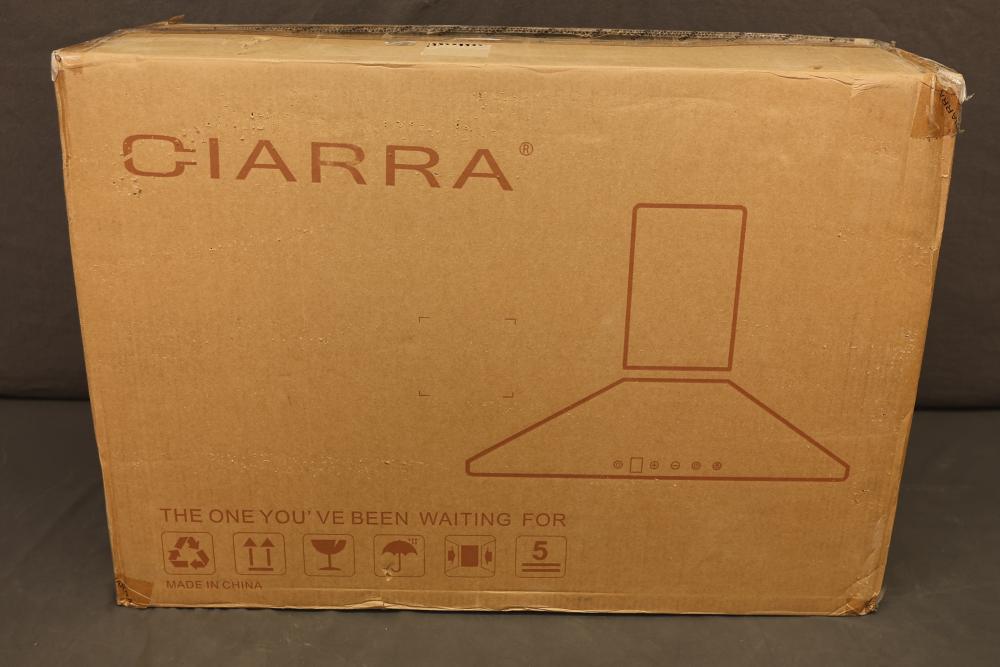 CIARRA®
THE ONE YOU'VE BEEN WAITING FOR
5
MADE IN CHINA